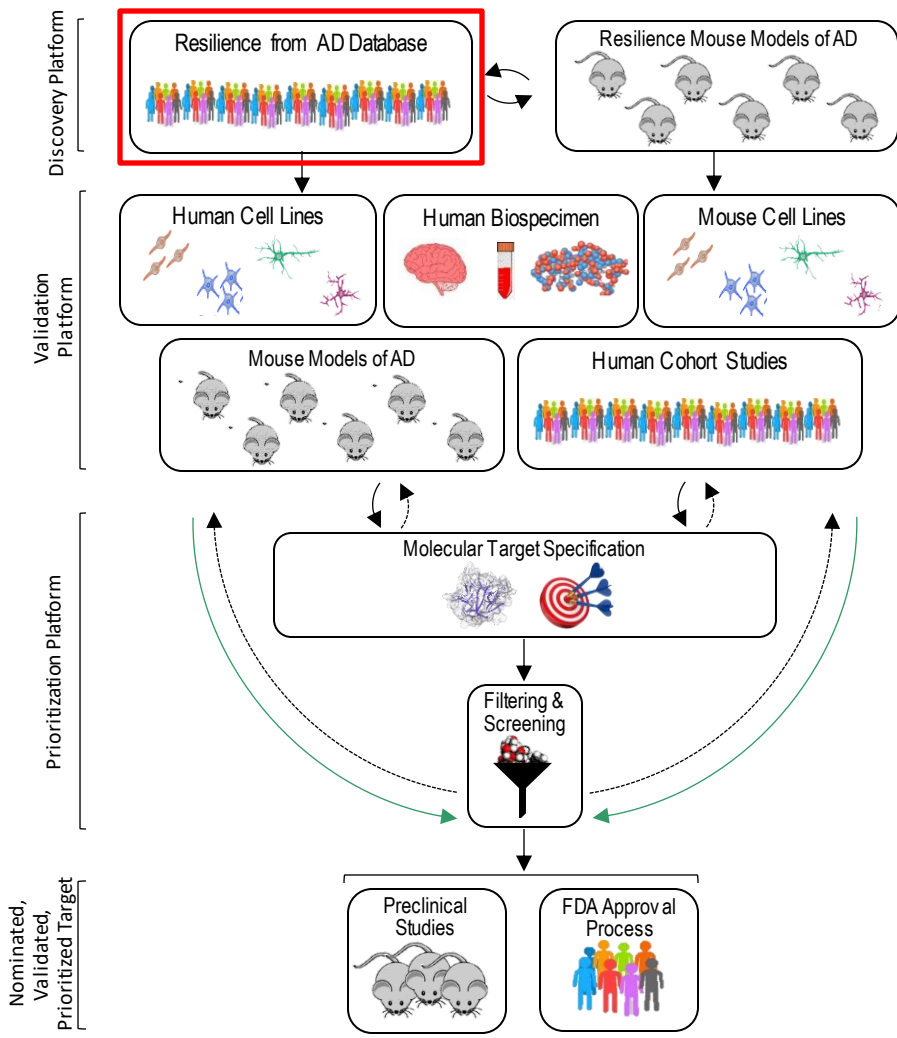 Discovery Platform
Resilience from AD Database
Resilience Mouse Models of AD
Validation
Platform
Human Cell Lines
Human Biospecimen
Mouse Cell Lines
Mouse Models of AD
Human Cohort Studies
Prioritization Platform
Molecular Target Specification
Filtering &
Screening
Nominated,
Validated,
Prioritized Target
Preclinical
Studies
FDA Approval
Process